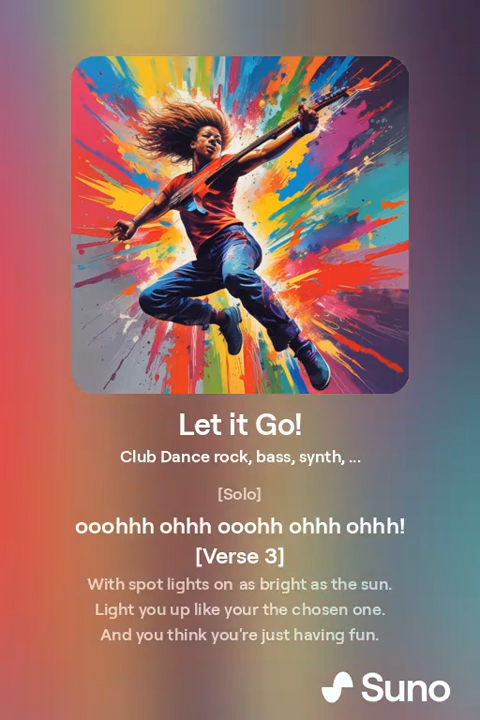 Let it Go!
Club Dance rock, bass, synth, ...
[Solo]
ooohhh ohhh ooohh ohhh ohhh!
[Verse 3]
With spot lights on as bright as the sun.
Light you up like your the chosen one.
And you think you're just having fun.
Suno